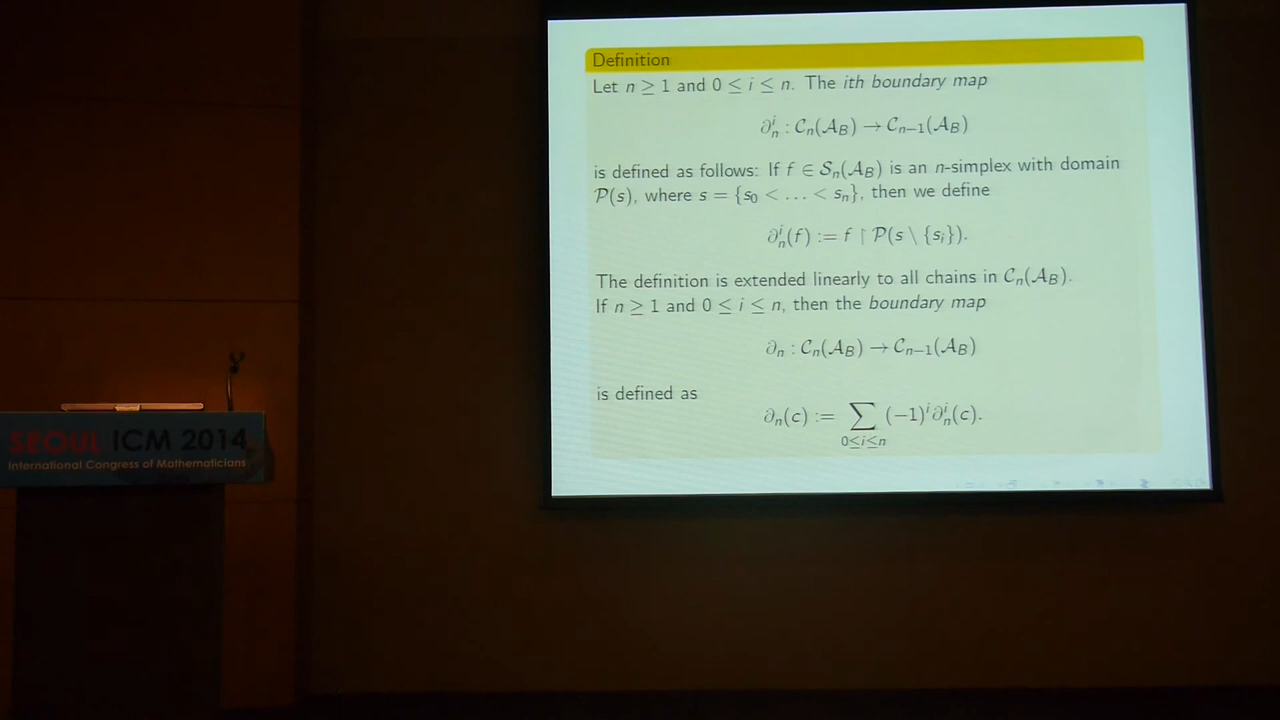 Definition
Let n ≥ 1 and 0 ≤ i ≤ n. The ith boundary map
∂ⁱₙ : Cₙ(A_B) → Cₙ₋₁(A_B)
is defined as follows: If f ∈ Sₙ(A_B) is an n-simplex with domain
P(s), where s = {s₀ < … < sₙ}, then we define
∂ⁱₙ(f) := f ↾ P(s \ {sᵢ}).
The definition is extended linearly to all chains in Cₙ(A_B).
If n ≥ 1 and 0 ≤ i ≤ n, then the boundary map
∂ₙ : Cₙ(A_B) → Cₙ₋₁(A_B)
is defined as
∂ₙ(c) := ∑_{0≤i≤n} (−1)ⁱ∂ⁱₙ(c).
SEOUL ICM 2014
International Congress of Mathematicians